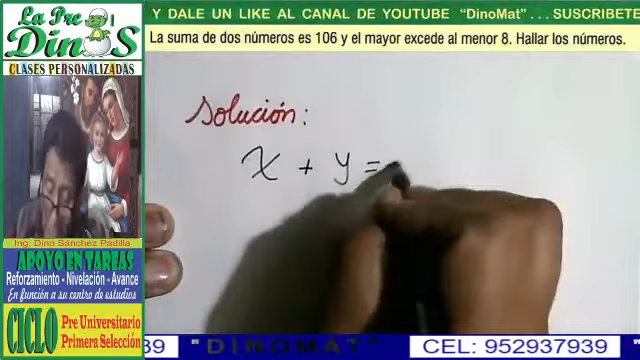 La Pre
DinoS
CLASES PERSONALIZADAS
Y DALE UN LIKE AL CANAL DE YOUTUBE "DinoMat"... SUSCRIBETE
La suma de dos números es 106 y el mayor excede al menor 8. Hallar los números.
Solución:
x + y =
Ing. Dino Sánchez Padilla
APOYO EN TAREAS
Reforzamiento - Nivelación - Avance
En función a su centro de estudios
CICLO Pre Universitario
Primera Selección
39 "DINOMAT" CEL: 952937939